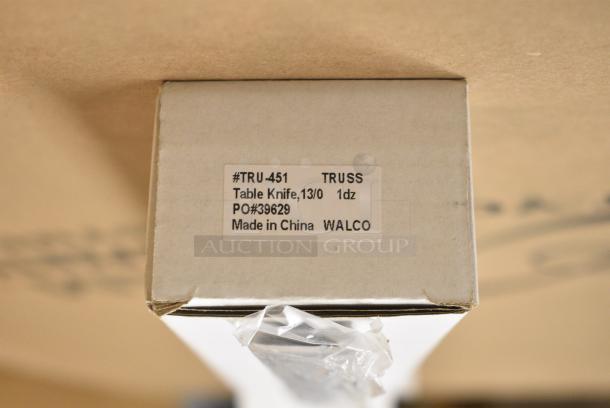 #TRU-451 TRUSS
Table Knife,13/0 1dz
PO#39629
Made in China WALCO
AUCTION GROUP